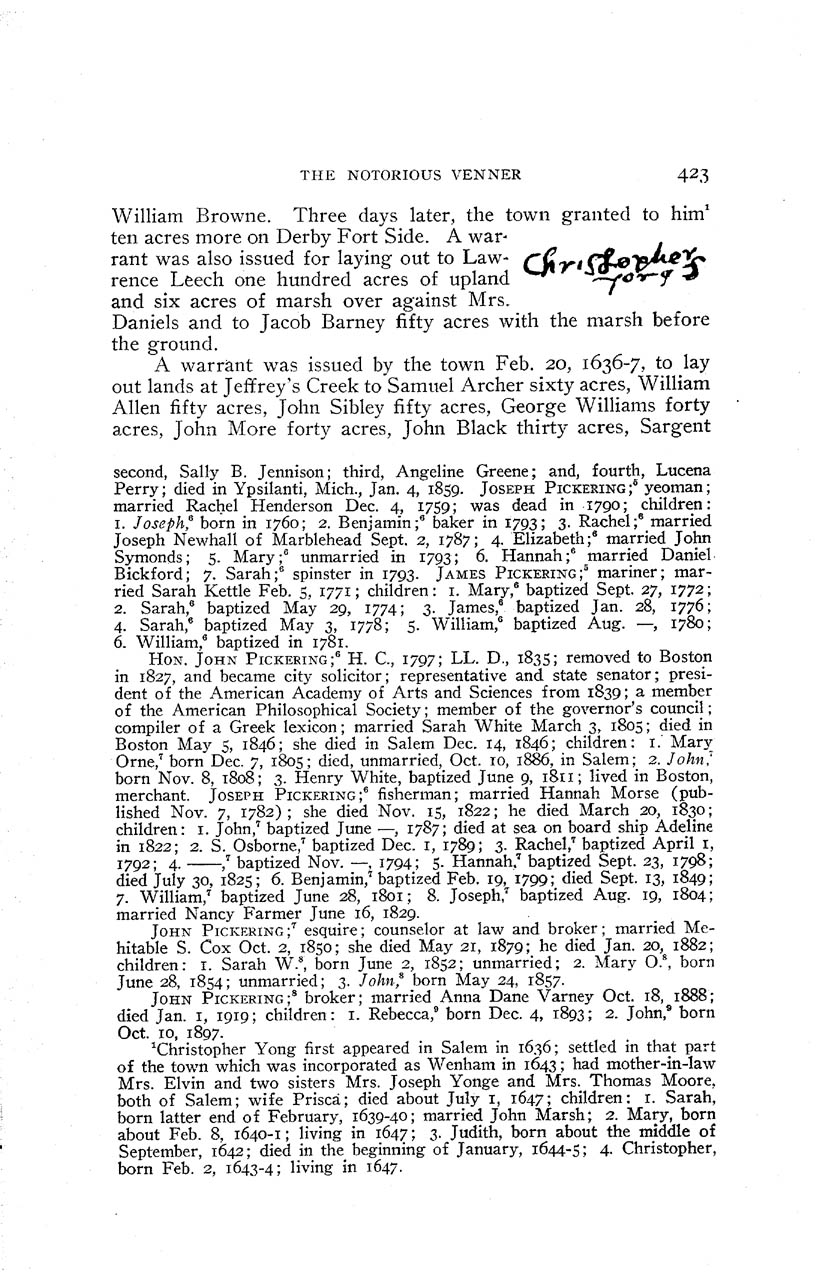 THE NOTORIOUS VENNER 423
William Browne. Three days later, the town granted to him¹
ten acres more on Derby Fort Side. A war-
rant was also issued for laying out to Law-
rence Leech one hundred acres of upland
and six acres of marsh over against Mrs.
Christopher
yong
Daniels and to Jacob Barney fifty acres with the marsh before
the ground.
A warrant was issued by the town Feb. 20, 1636-7, to lay
out lands at Jeffrey's Creek to Samuel Archer sixty acres, William
Allen fifty acres, John Sibley fifty acres, George Williams forty
acres, John More forty acres, John Black thirty acres, Sargent
second, Sally B. Jennison; third, Angeline Greene; and, fourth, Lucena
Perry; died in Ypsilanti, Mich., Jan. 4, 1859. JOSEPH PICKERING;⁵ yeoman;
married Rachel Henderson Dec. 4, 1759; was dead in 1790; children:
1. Joseph,⁶ born in 1760; 2. Benjamin;⁶ baker in 1793; 3. Rachel;⁶ married
Joseph Newhall of Marblehead Sept. 2, 1787; 4. Elizabeth;⁶ married John
Symonds; 5. Mary;⁶ unmarried in 1793; 6. Hannah;⁶ married Daniel
Bickford; 7. Sarah;⁶ spinster in 1793. JAMES PICKERING;⁵ mariner; mar-
ried Sarah Kettle Feb. 5, 1771; children: 1. Mary,⁶ baptized Sept. 27, 1772;
2. Sarah,⁶ baptized May 29, 1774; 3. James,⁶ baptized Jan. 28, 1776;
4. Sarah,⁶ baptized May 3, 1778; 5. William,⁶ baptized Aug. —, 1780;
6. William,⁶ baptized in 1781.
HON. JOHN PICKERING;⁶ H. C., 1797; LL. D., 1835; removed to Boston
in 1827, and became city solicitor; representative and state senator; presi-
dent of the American Academy of Arts and Sciences from 1839; a member
of the American Philosophical Society; member of the governor's council;
compiler of a Greek lexicon; married Sarah White March 3, 1805; died in
Boston May 5, 1846; she died in Salem Dec. 14, 1846; children: 1. Mary
Orne,⁷ born Dec. 7, 1805; died, unmarried, Oct. 10, 1886, in Salem; 2. John,⁷
born Nov. 8, 1808; 3. Henry White, baptized June 9, 1811; lived in Boston,
merchant. JOSEPH PICKERING;⁶ fisherman; married Hannah Morse (pub-
lished Nov. 7, 1782); she died Nov. 15, 1822; he died March 20, 1830;
children: 1. John,⁷ baptized June —, 1787; died at sea on board ship Adeline
in 1822; 2. S. Osborne,⁷ baptized Dec. 1, 1789; 3. Rachel,⁷ baptized April 1,
1792; 4. ——,⁷ baptized Nov. —, 1794; 5. Hannah,⁷ baptized Sept. 23, 1798;
died July 30, 1825; 6. Benjamin,⁷ baptized Feb. 19, 1799; died Sept. 13, 1849;
7. William,⁷ baptized June 28, 1801; 8. Joseph,⁷ baptized Aug. 19, 1804;
married Nancy Farmer June 16, 1829.
JOHN PICKERING;⁷ esquire; counselor at law and broker; married Me-
hitable S. Cox Oct. 2, 1850; she died May 21, 1879; he died Jan. 20, 1882;
children: 1. Sarah W.⁸, born June 2, 1852; unmarried; 2. Mary O.⁸, born
June 28, 1854; unmarried; 3. John,⁸ born May 24, 1857.
JOHN PICKERING;⁸ broker; married Anna Dane Varney Oct. 18, 1888;
died Jan. 1, 1919; children: 1. Rebecca,⁹ born Dec. 4, 1893; 2. John,⁹ born
Oct. 10, 1897.
¹Christopher Yong first appeared in Salem in 1636; settled in that part
of the town which was incorporated as Wenham in 1643; had mother-in-law
Mrs. Elvin and two sisters Mrs. Joseph Yonge and Mrs. Thomas Moore,
both of Salem; wife Prisca; died about July 1, 1647; children: 1. Sarah,
born latter end of February, 1639-40; married John Marsh; 2. Mary, born
about Feb. 8, 1640-1; living in 1647; 3. Judith, born about the middle of
September, 1642; died in the beginning of January, 1644-5; 4. Christopher,
born Feb. 2, 1643-4; living in 1647.